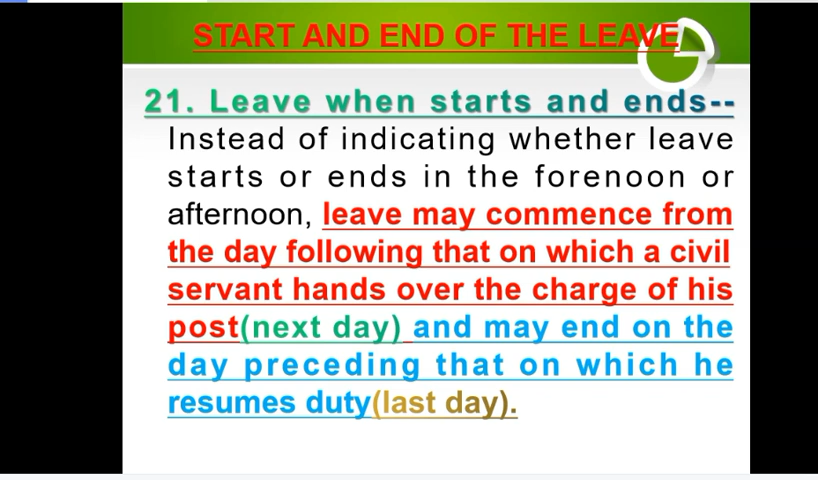 START AND END OF THE LEAVE
21. Leave when starts and ends--
Instead of indicating whether leave
starts or ends in the forenoon or
afternoon, leave may commence from
the day following that on which a civil
servant hands over the charge of his
post(next day) and may end on the
day preceding that on which he
resumes duty(last day).